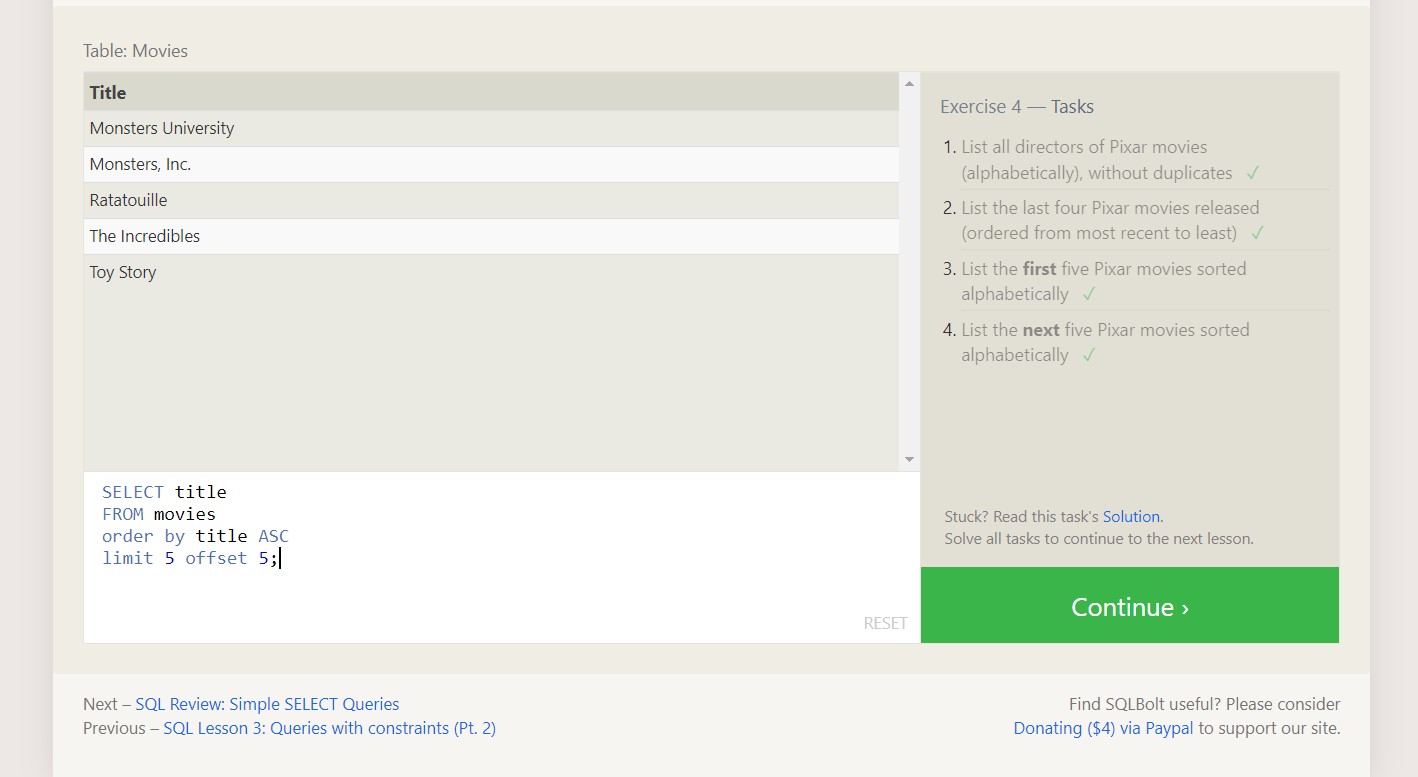 Table: Movies
Title
Monsters University
Monsters, Inc.
Ratatouille
The Incredibles
Toy Story
SELECT title
FROM movies
order by title ASC
limit 5 offset 5;
RESET
Exercise 4 — Tasks
1. List all directors of Pixar movies
(alphabetically), without duplicates ✓
2. List the last four Pixar movies released
(ordered from most recent to least) ✓
3. List the first five Pixar movies sorted
alphabetically ✓
4. List the next five Pixar movies sorted
alphabetically ✓
Stuck? Read this task's Solution.
Solve all tasks to continue to the next lesson.
Continue ›
Next – SQL Review: Simple SELECT Queries
Previous – SQL Lesson 3: Queries with constraints (Pt. 2)
Find SQLBolt useful? Please consider
Donating ($4) via Paypal to support our site.